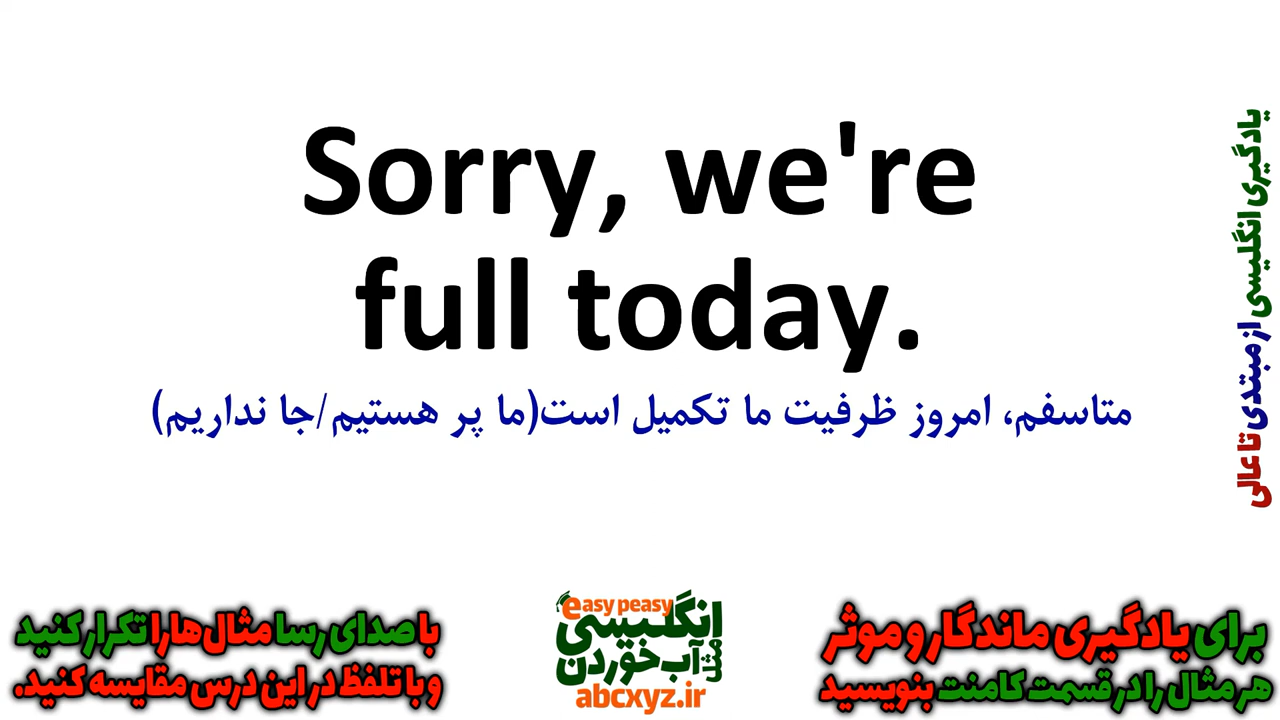 Sorry, we're
full today.
متاسفم، امروز ظرفیت ما تکمیل است(ما پر هستیم/جا نداریم)
یادگیری انگلیسی از مبتدی تا عالی
با صدای رسا مثال‌ها را تکرار کنید
و با تلفظ در این درس مقایسه کنید.
easy peasy
انگلیسی
مثل آب خوردن
abcxyz.ir
برای یادگیری ماندگار و موثر
هر مثال را در قسمت کامنت بنویسید